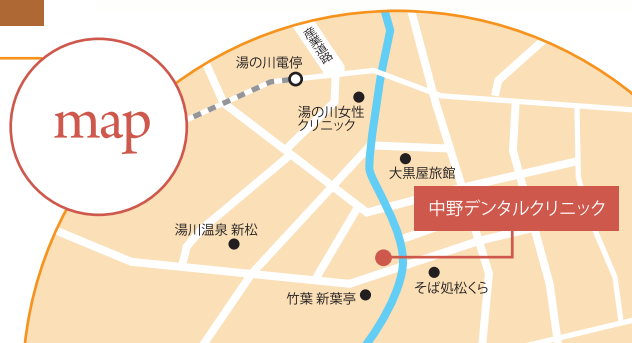 map
産業道路
湯の川電停
湯の川女性
クリニック
大黒屋旅館
中野デンタルクリニック
湯川温泉 新松
竹葉 新葉亭
そば処松くら